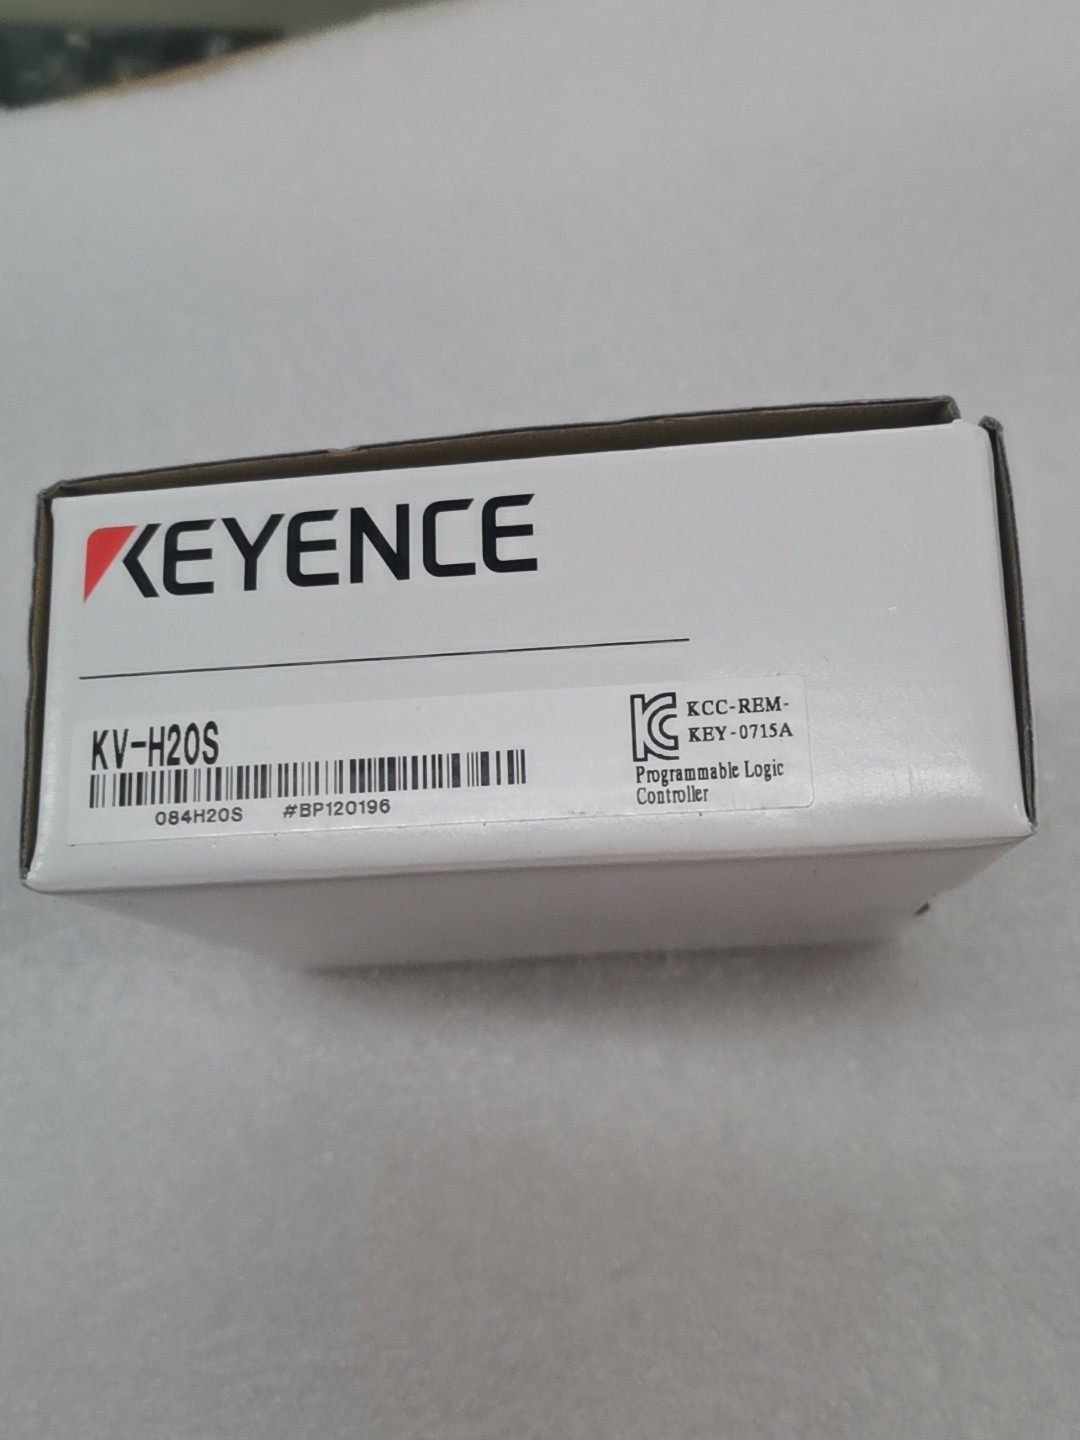 KEYENCE
KV-H20S
084H20S #BP120196
KCC-REM-
KEY-0715A
Programmable Logic
Controller